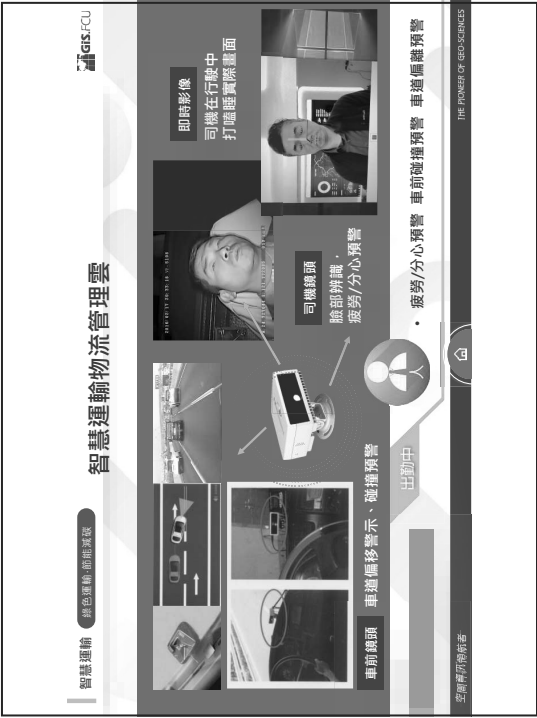 智慧運輸
綠色運輸‧節能減碳
GIS.FCU
智慧運輸物流管理雲
即時影像
司機在行駛中
打嗑睡實際畫面
司機鏡頭
臉部辨識，
疲勞/分心預警
車前鏡頭
車道偏移警示、碰撞預警
出勤中
• 疲勞/分心預警 車前碰撞預警 車道偏離預警
空間資訊領航者
THE PIONEER OF GEO-SCIENCES